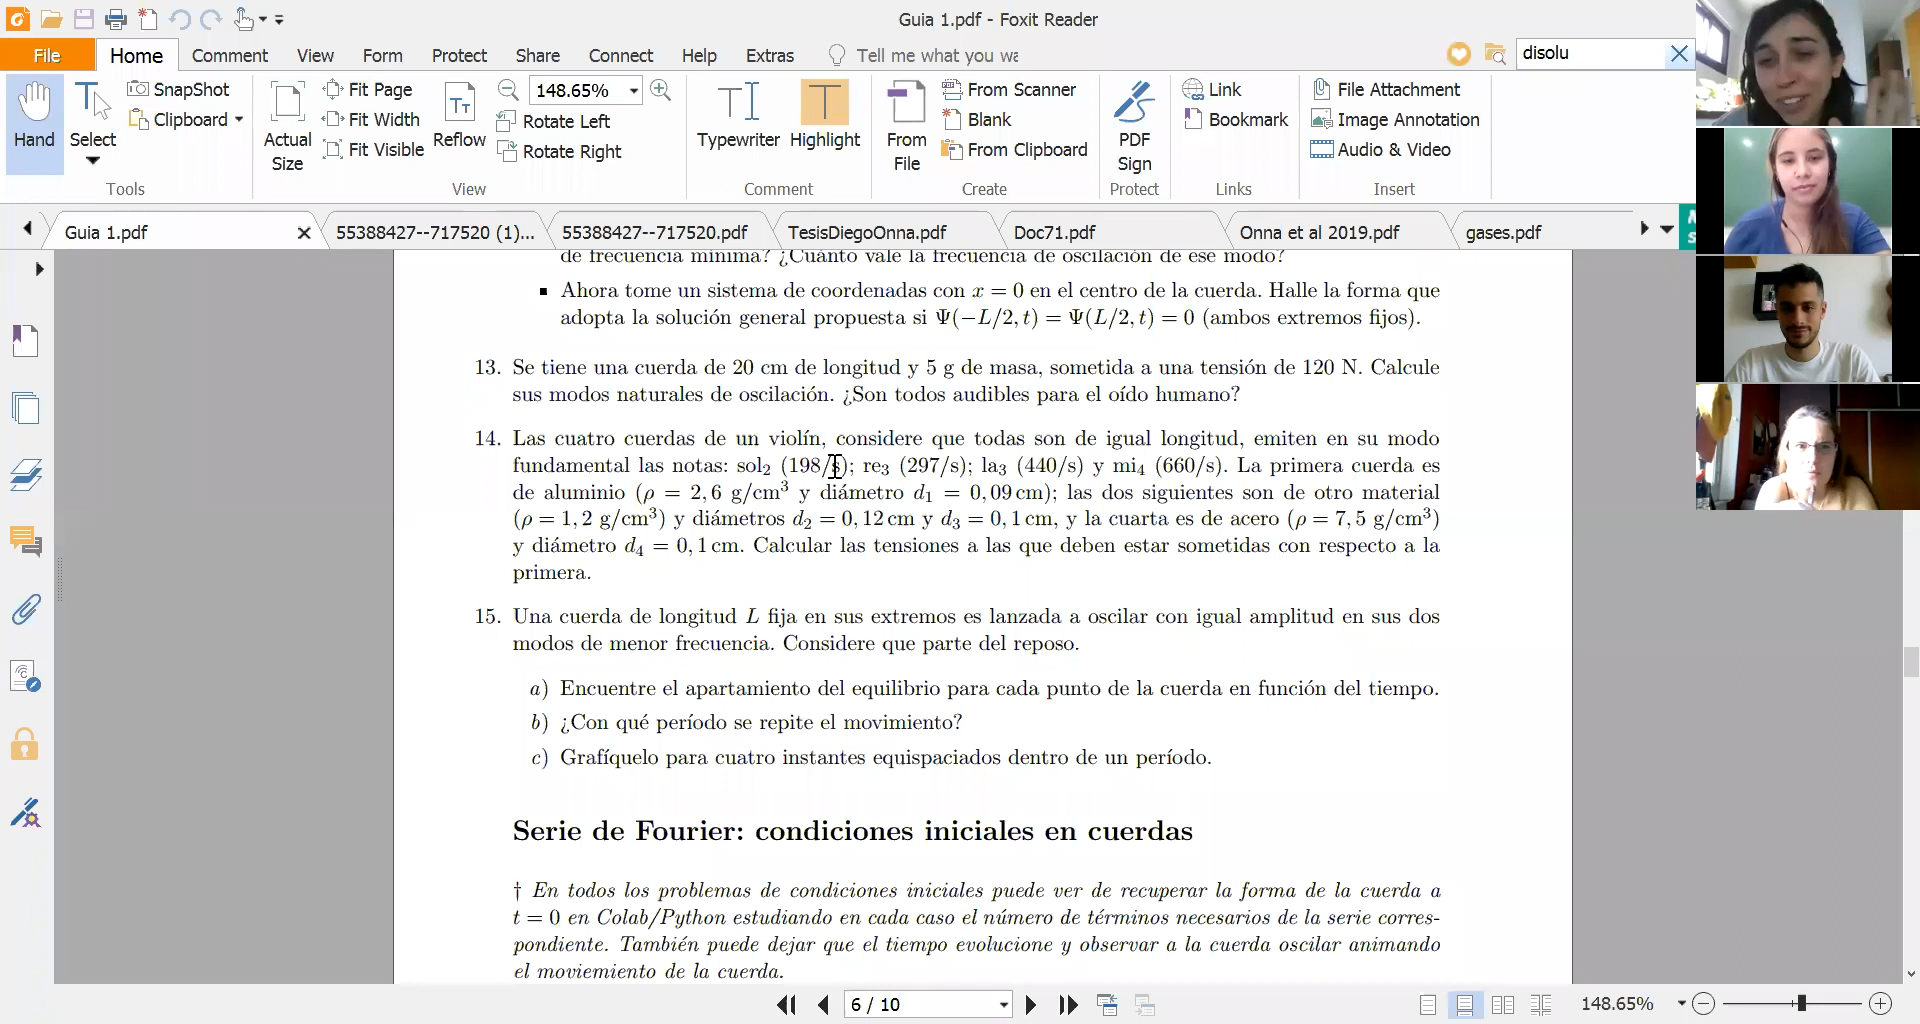 Guia 1.pdf - Foxit Reader
File Home Comment View Form Protect Share Connect Help Extras Tell me what you wa disolu
Hand
Select
SnapShot
Clipboard
Tools
Actual Size
Fit Page
Fit Width
Fit Visible
Reflow
148.65%
Rotate Left
Rotate Right
View
Typewriter
Highlight
Comment
From File
From Scanner
Blank
From Clipboard
Create
PDF Sign
Protect
Link
Bookmark
Links
File Attachment
Image Annotation
Audio & Video
Insert
Guia 1.pdf 55388427--717520 (1)... 55388427--717520.pdf TesisDiegoOnna.pdf Doc71.pdf Onna et al 2019.pdf gases.pdf
de frecuencia mínima? ¿Cuánto vale la frecuencia de oscilación de ese modo?
▪ Ahora tome un sistema de coordenadas con x = 0 en el centro de la cuerda. Halle la forma que
adopta la solución general propuesta si Ψ(−L/2, t) = Ψ(L/2, t) = 0 (ambos extremos fijos).
13. Se tiene una cuerda de 20 cm de longitud y 5 g de masa, sometida a una tensión de 120 N. Calcule
sus modos naturales de oscilación. ¿Son todos audibles para el oído humano?
14. Las cuatro cuerdas de un violín, considere que todas son de igual longitud, emiten en su modo
fundamental las notas: sol₂ (198/s); re₃ (297/s); la₃ (440/s) y mi₄ (660/s). La primera cuerda es
de aluminio (ρ = 2, 6 g/cm³ y diámetro d₁ = 0, 09 cm); las dos siguientes son de otro material
(ρ = 1, 2 g/cm³) y diámetros d₂ = 0, 12 cm y d₃ = 0, 1 cm, y la cuarta es de acero (ρ = 7, 5 g/cm³)
y diámetro d₄ = 0, 1 cm. Calcular las tensiones a las que deben estar sometidas con respecto a la
primera.
15. Una cuerda de longitud L fija en sus extremos es lanzada a oscilar con igual amplitud en sus dos
modos de menor frecuencia. Considere que parte del reposo.
a) Encuentre el apartamiento del equilibrio para cada punto de la cuerda en función del tiempo.
b) ¿Con qué período se repite el movimiento?
c) Grafíquelo para cuatro instantes equispaciados dentro de un período.
Serie de Fourier: condiciones iniciales en cuerdas
† En todos los problemas de condiciones iniciales puede ver de recuperar la forma de la cuerda a
t = 0 en Colab/Python estudiando en cada caso el número de términos necesarios de la serie corres-
pondiente. También puede dejar que el tiempo evolucione y observar a la cuerda oscilar animando
el moviemiento de la cuerda.
6 / 10
148.65%